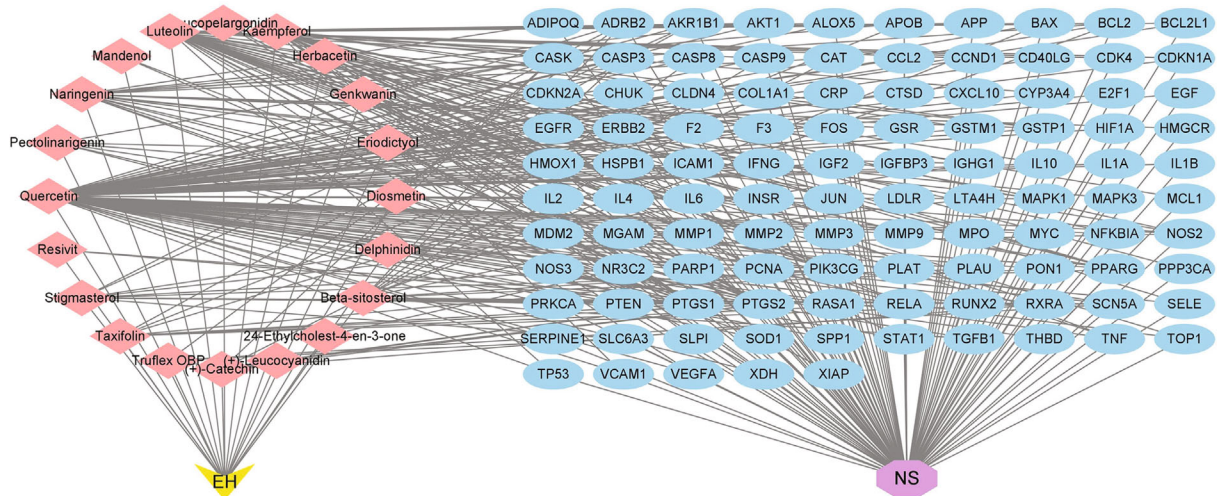 ucopelargonidin
Luteolin
Kaempferol
Mandenol
Herbacetin
Naringenin
Genkwanin
Pectolinarigenin
Eriodictyol
Quercetin
Diosmetin
Resivit
Delphinidin
Stigmasterol
Beta-sitosterol
Taxifolin
24-Ethylcholest-4-en-3-one
Truflex OBP
(+)-Catechin
(+)-Leucocyanidin
EH
ADIPOQ ADRB2 AKR1B1 AKT1 ALOX5 APOB APP BAX BCL2 BCL2L1
CASK CASP3 CASP8 CASP9 CAT CCL2 CCND1 CD40LG CDK4 CDKN1A
CDKN2A CHUK CLDN4 COL1A1 CRP CTSD CXCL10 CYP3A4 E2F1 EGF
EGFR ERBB2 F2 F3 FOS GSR GSTM1 GSTP1 HIF1A HMGCR
HMOX1 HSPB1 ICAM1 IFNG IGF2 IGFBP3 IGHG1 IL10 IL1A IL1B
IL2 IL4 IL6 INSR JUN LDLR LTA4H MAPK1 MAPK3 MCL1
MDM2 MGAM MMP1 MMP2 MMP3 MMP9 MPO MYC NFKBIA NOS2
NOS3 NR3C2 PARP1 PCNA PIK3CG PLAT PLAU PON1 PPARG PPP3CA
PRKCA PTEN PTGS1 PTGS2 RASA1 RELA RUNX2 RXRA SCN5A SELE
SERPINE1 SLC6A3 SLPI SOD1 SPP1 STAT1 TGFB1 THBD TNF TOP1
TP53 VCAM1 VEGFA XDH XIAP
NS